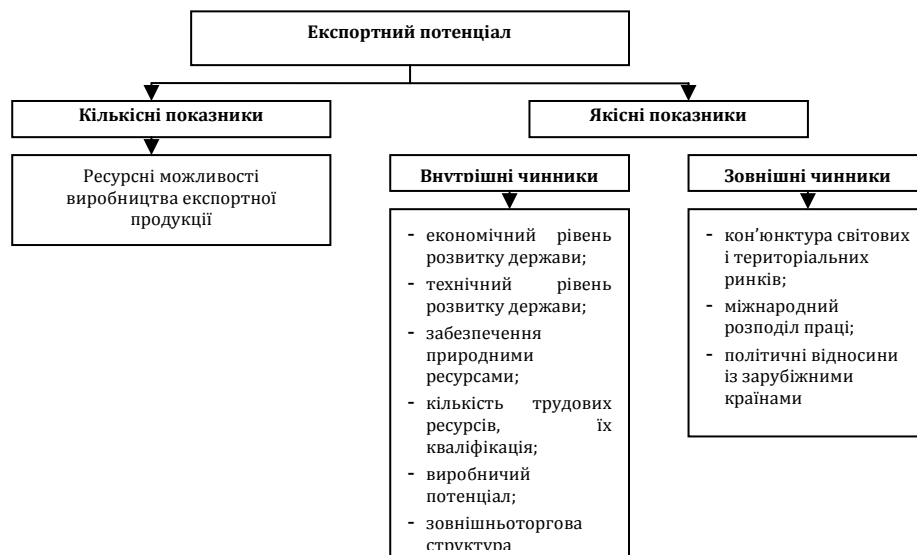 Експортний потенціал
Кількісні показники
Якісні показники
Ресурсні можливості
виробництва експортної
продукції
Внутрішні чинники
Зовнішні чинники
- економічний рівень
розвитку держави;
- технічний рівень
розвитку держави;
- забезпечення
природними
ресурсами;
- кількість трудових
ресурсів, їх
кваліфікація;
- виробничий
потенціал;
- зовнішньоторгова
структура
- кон’юнктура світових
і територіальних
ринків;
- міжнародний
розподіл праці;
- політичні відносини
із зарубіжними
країнами